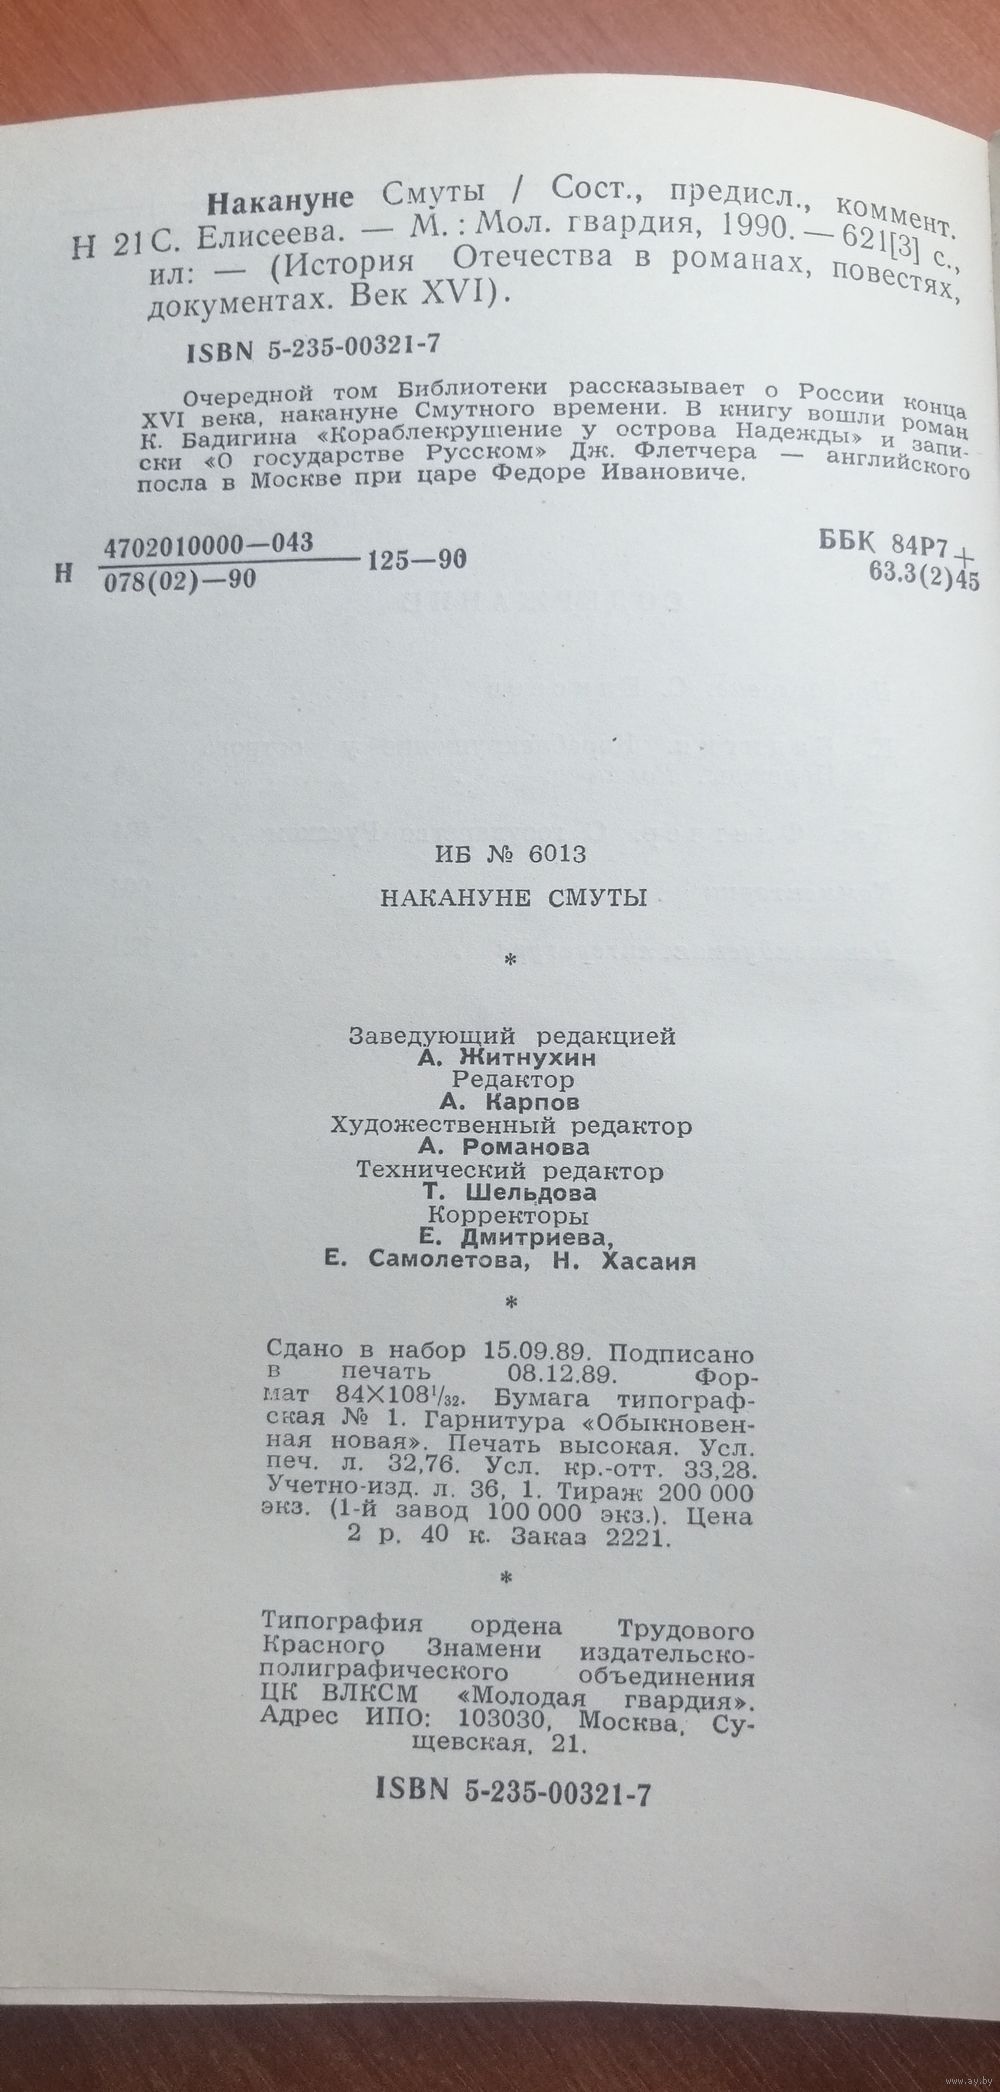 Накануне Смуты / Сост., предисл., коммент.
Н 21 С. Елисеева. — М. : Мол. гвардия, 1990. — 621[3] с.,
ил: — (История Отечества в романах, повестях,
документах. Век XVI).
ISBN 5-235-00321-7
Очередной том Библиотеки рассказывает о России конца
XVI века, накануне Смутного времени. В книгу вошли роман
К. Бадигина «Кораблекрушение у острова Надежды» и запи-
ски «О государстве Русском» Дж. Флетчера — английского
посла в Москве при царе Федоре Ивановиче.
Н 4702010000—043
078(02)—90
125—90
ББК 84Р7+
63.3(2)45
ИБ № 6013
НАКАНУНЕ СМУТЫ
*
Заведующий редакцией
А. Житнухин
Редактор
А. Карпов
Художественный редактор
А. Романова
Технический редактор
Т. Шельдова
Корректоры
Е. Дмитриева,
Е. Самолетова, Н. Хасаия
*
Сдано в набор 15.09.89. Подписано
в печать 08.12.89. Фор-
мат 84×108¹/₃₂. Бумага типограф-
ская № 1. Гарнитура «Обыкновен-
ная новая». Печать высокая. Усл.
печ. л. 32,76. Усл. кр.-отт. 33,28.
Учетно-изд. л. 36, 1. Тираж 200 000
экз. (1-й завод 100 000 экз.). Цена
2 р. 40 к. Заказ 2221.
*
Типография ордена Трудового
Красного Знамени издательско-
полиграфического объединения
ЦК ВЛКСМ «Молодая гвардия».
Адрес ИПО: 103030, Москва, Су-
щевская, 21.
ISBN 5-235-00321-7
www.ay.by